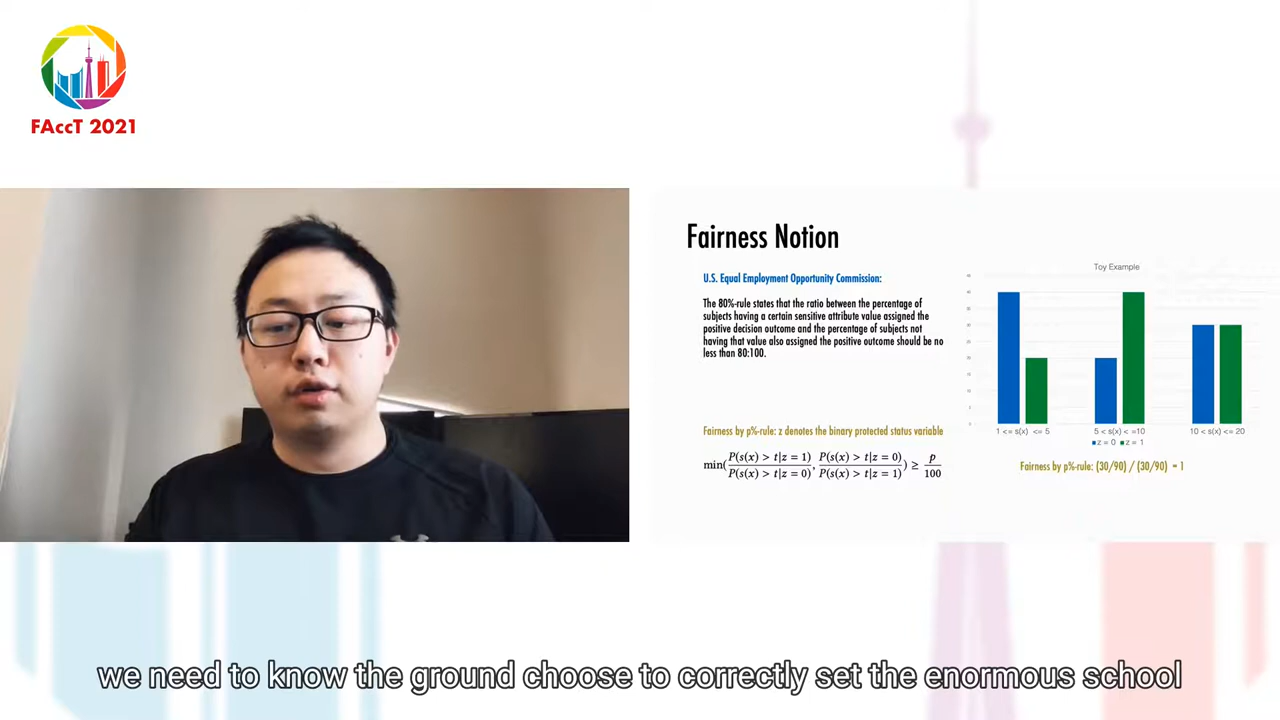 FAccT 2021
Fairness Notion
U.S. Equal Employment Opportunity Commission:
The 80%-rule states that the ratio between the percentage of
subjects having a certain sensitive attribute value assigned the
positive decision outcome and the percentage of subjects not
having that value also assigned the positive outcome should be no
less than 80:100.
Fairness by p%-rule: z denotes the binary protected status variable
min(P(s(x) > t|z = 1)/P(s(x) > t|z = 0), P(s(x) > t|z = 0)/P(s(x) > t|z = 1)) ≥ p/100
Toy Example
1 <= s(x) <= 5
5 < s(x) < =10
10 < s(x) <= 20
z = 0 z = 1
Fairness by p%-rule: (30/90) / (30/90) = 1
we need to know the ground choose to correctly set the enormous school